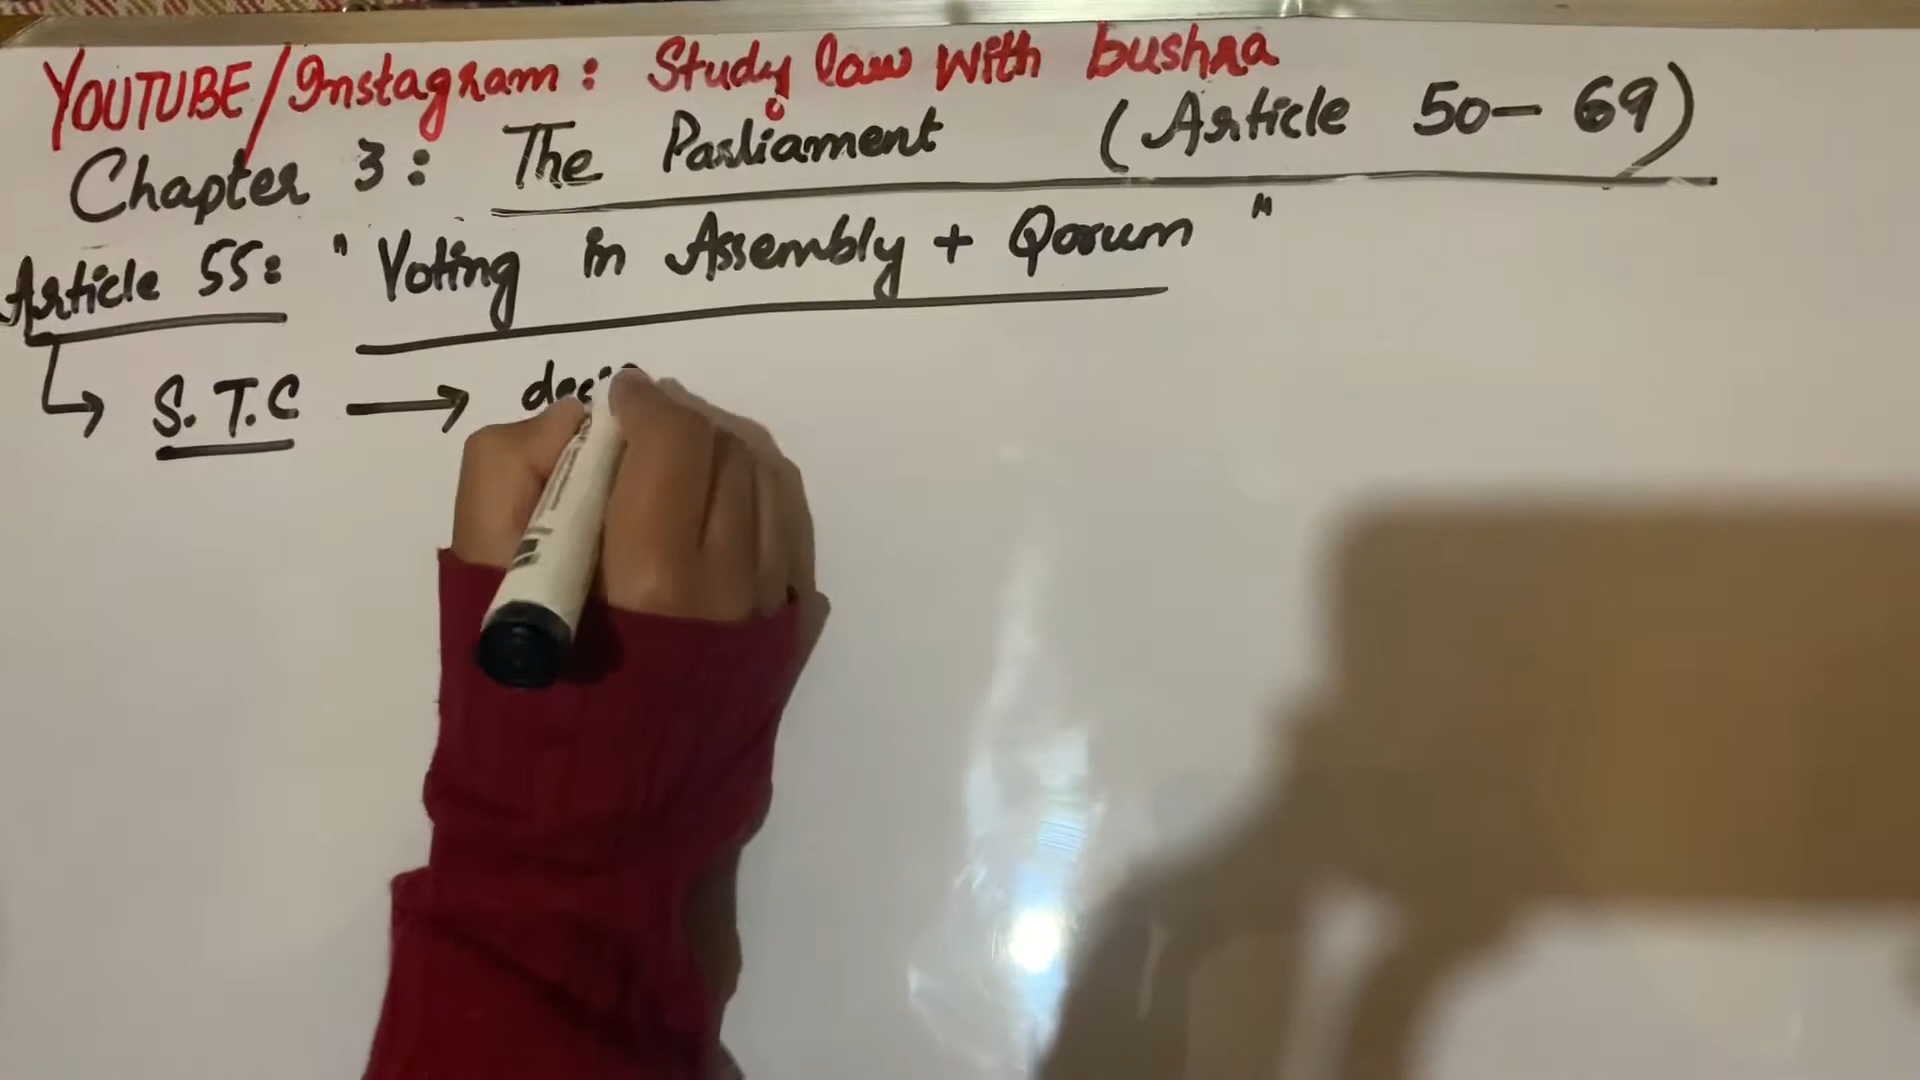 YOUTUBE/Instagram: Study law with bushra
Chapter 3: The Parliament (Article 50-69)
Article 55: "Voting in Assembly + Qorum"
↳ S.T.C → deci